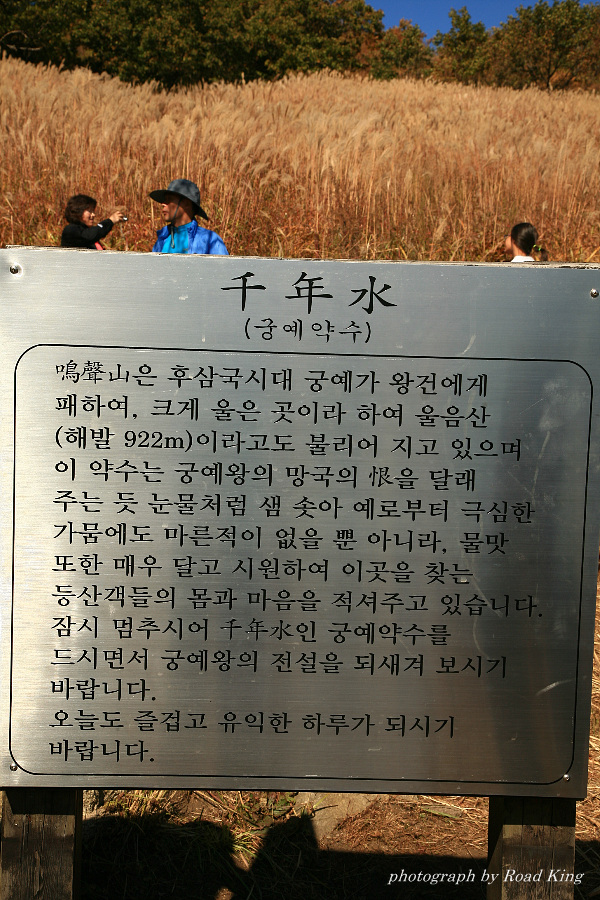 千年水
(궁예약수)
鳴聲山은 후삼국시대 궁예가 왕건에게
패하여, 크게 울은 곳이라 하여 울음산
(해발 922m)이라고도 불리어 지고 있으며
이 약수는 궁예왕의 망국의 恨을 달래
주는 듯 눈물처럼 샘 솟아 예로부터 극심한
가뭄에도 마른적이 없을 뿐 아니라, 물맛
또한 매우 달고 시원하여 이곳을 찾는
등산객들의 몸과 마음을 적셔주고 있습니다.
잠시 멈추시어 千年水인 궁예약수를
드시면서 궁예왕의 전설을 되새겨 보시기
바랍니다.
오늘도 즐겁고 유익한 하루가 되시기
바랍니다.
photograph by Road King